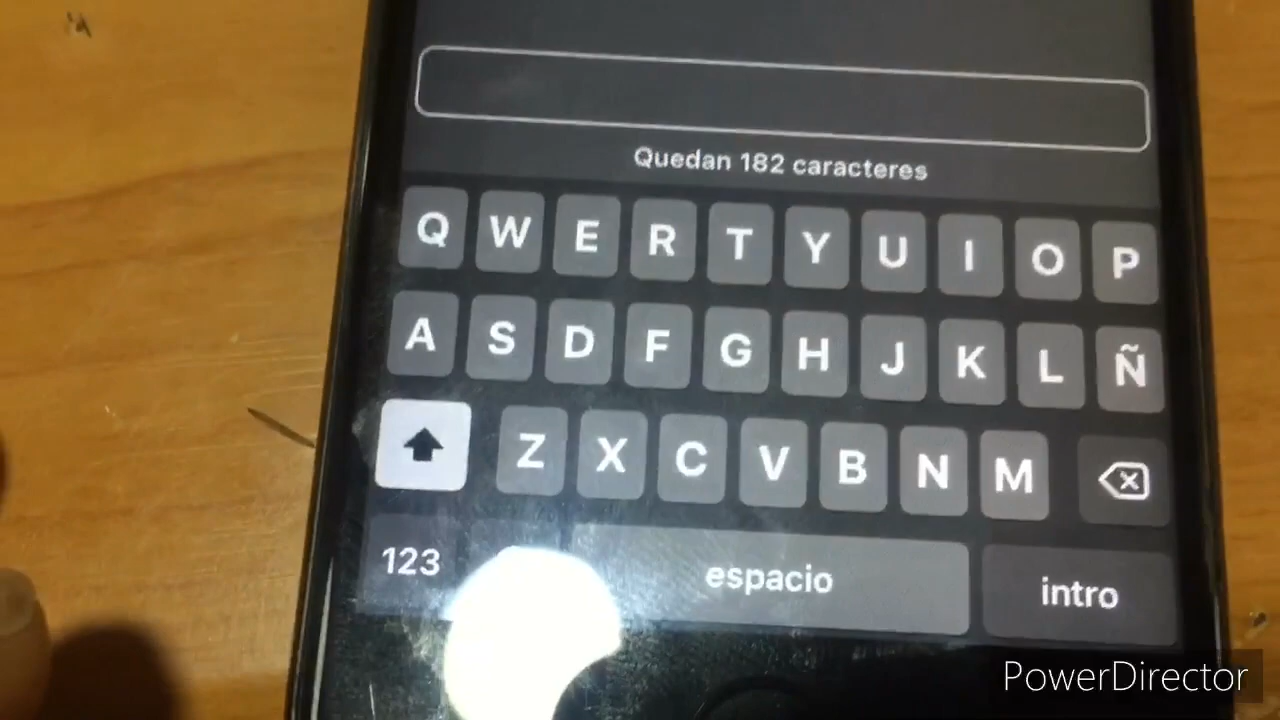 Quedan 182 caracteres
Q W E R T Y U I O P
A S D F G H J K L Ñ
Z X C V B N M
123 espacio intro
PowerDirector